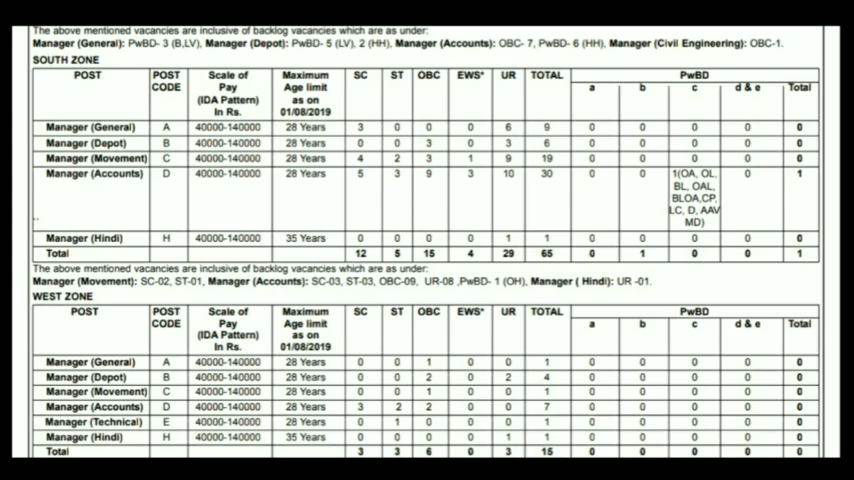 The above mentioned vacancies are inclusive of backlog vacancies which are as under:
Manager (General): PwBD- 3 (B,LV), Manager (Depot): PwBD- 5 (LV), 2 (HH), Manager (Accounts): OBC- 7, PwBD- 6 (HH), Manager (Civil Engineering): OBC-1.
SOUTH ZONE
POST POST CODE Scale of Pay (IDA Pattern) In Rs. Maximum Age limit as on 01/08/2019 SC ST OBC EWS* UR TOTAL PwBD
a b c d & e Total
Manager (General) A 40000-140000 28 Years 3 0 0 0 6 9 0 0 0 0 0
Manager (Depot) B 40000-140000 28 Years 0 0 3 0 3 6 0 0 0 0 0
Manager (Movement) C 40000-140000 28 Years 4 2 3 1 9 19 0 0 0 0 0
Manager (Accounts) D 40000-140000 28 Years 5 3 9 3 10 30 0 0 1(OA, OL, BL, OAL, BLOA,CP, LC, D, AAV MD) 0 1
Manager (Hindi) H 40000-140000 35 Years 0 0 0 0 1 1 0 0 0 0 0
Total 12 5 15 4 29 65 0 1 0 0 1
The above mentioned vacancies are inclusive of backlog vacancies which are as under:
Manager (Movement): SC-02, ST-01, Manager (Accounts): SC-03, ST-03, OBC-09, UR-08 ,PwBD- 1 (OH), Manager ( Hindi): UR -01.
WEST ZONE
POST POST CODE Scale of Pay (IDA Pattern) In Rs. Maximum Age limit as on 01/08/2019 SC ST OBC EWS* UR TOTAL PwBD
a b c d & e Total
Manager (General) A 40000-140000 28 Years 0 0 1 0 0 1 0 0 0 0 0
Manager (Depot) B 40000-140000 28 Years 0 0 2 0 2 4 0 0 0 0 0
Manager (Movement) C 40000-140000 28 Years 0 0 1 0 0 1 0 0 0 0 0
Manager (Accounts) D 40000-140000 28 Years 3 2 2 0 0 7 0 0 0 0 0
Manager (Technical) E 40000-140000 28 Years 0 1 0 0 0 1 0 0 0 0 0
Manager (Hindi) H 40000-140000 35 Years 0 0 0 0 1 1 0 0 0 0 0
Total 3 3 6 0 3 15 0 0 0 0 0